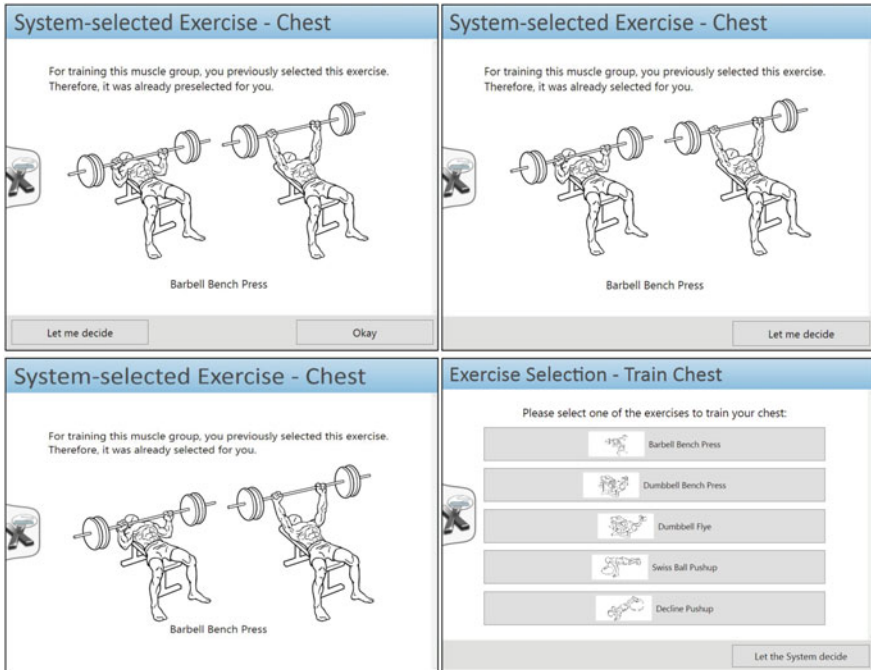 System-selected Exercise - Chest
For training this muscle group, you previously selected this exercise.
Therefore, it was already preselected for you.
Barbell Bench Press
Let me decide
Okay
System-selected Exercise - Chest
For training this muscle group, you previously selected this exercise.
Therefore, it was already selected for you.
Barbell Bench Press
Let me decide
System-selected Exercise - Chest
For training this muscle group, you previously selected this exercise.
Therefore, it was already selected for you.
Barbell Bench Press
Exercise Selection - Train Chest
Please select one of the exercises to train your chest:
Barbell Bench Press
Dumbbell Bench Press
Dumbbell Flye
Swiss Ball Pushup
Decline Pushup
Let the System decide